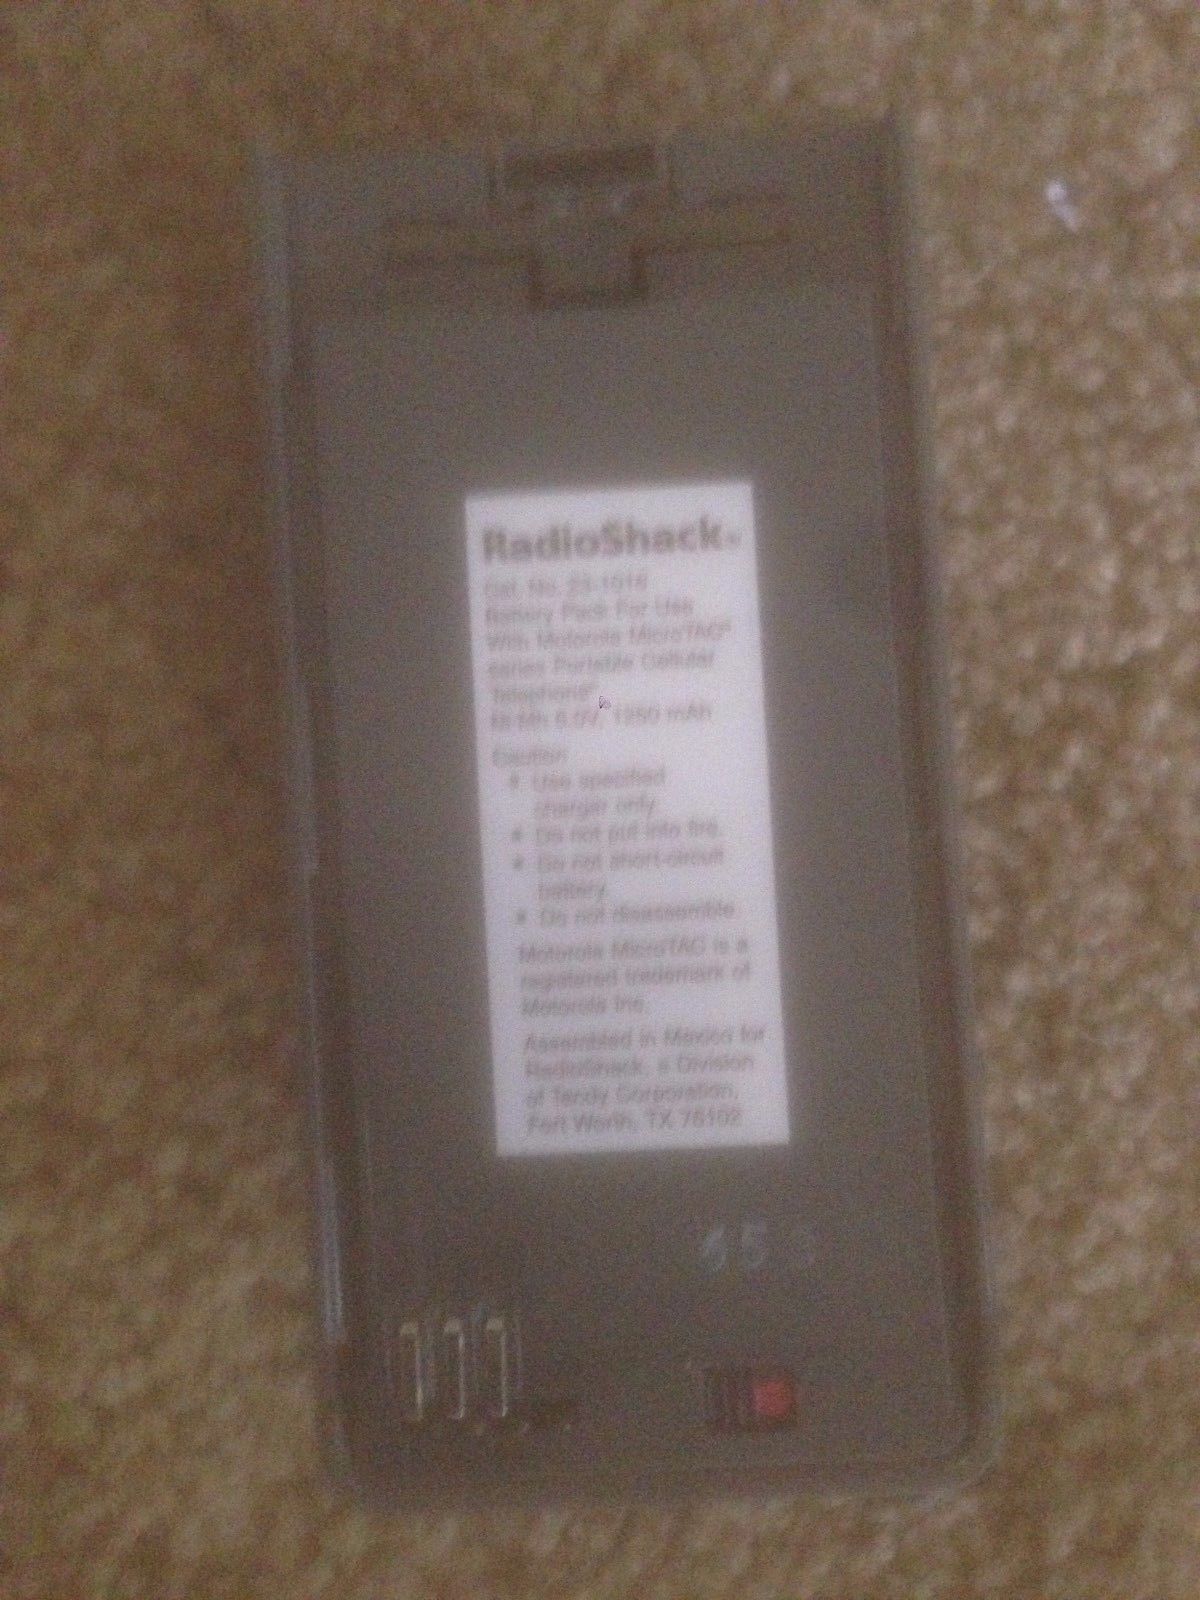 RadioShack
Cat. No. 23-1016
Battery Pack For Use
With Motorola MicroTAC®
series Portable Cellular
Telephone
Ni-MH 6.0V, 1250 mAh
Caution
• Use specified
charger only.
• Do not put into fire.
• Do not short-circuit
battery.
• Do not disassemble.
Motorola MicroTAC is a
registered trademark of
Motorola Inc.
Assembled in Mexico for
RadioShack, a Division
of Tandy Corporation,
Fort Worth, TX 76102